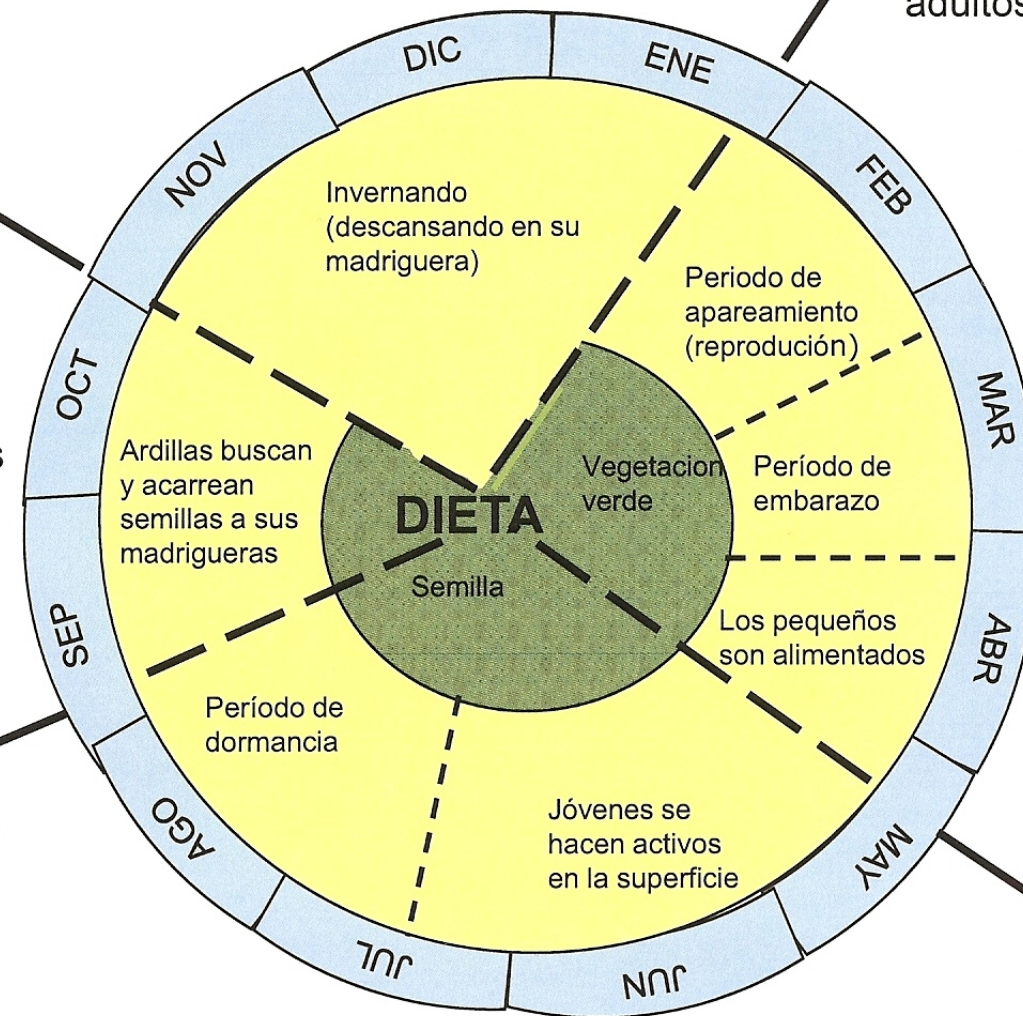 adultos
DIC
ENE
NOV
FEB
OCT
MAR
SEP
ABR
AGO
MAY
JUL
JUN
Invernando
(descansando en su
madriguera)
Periodo de
apareamiento
(reprodución)
Ardillas buscan
y acarrean
semillas a sus
madrigueras
Vegetacion
verde
Período de
embarazo
DIETA
Semilla
Los pequeños
son alimentados
Período de
dormancia
Jóvenes se
hacen activos
en la superficie